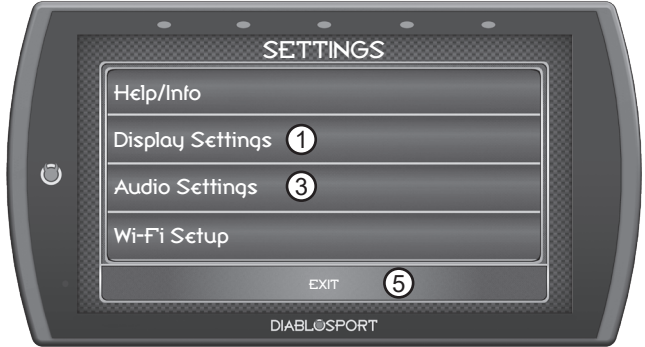 SETTINGS
Help/Info
Display Settings 1
Audio Settings 3
Wi-Fi Setup
EXIT 5
DIABLOSPORT